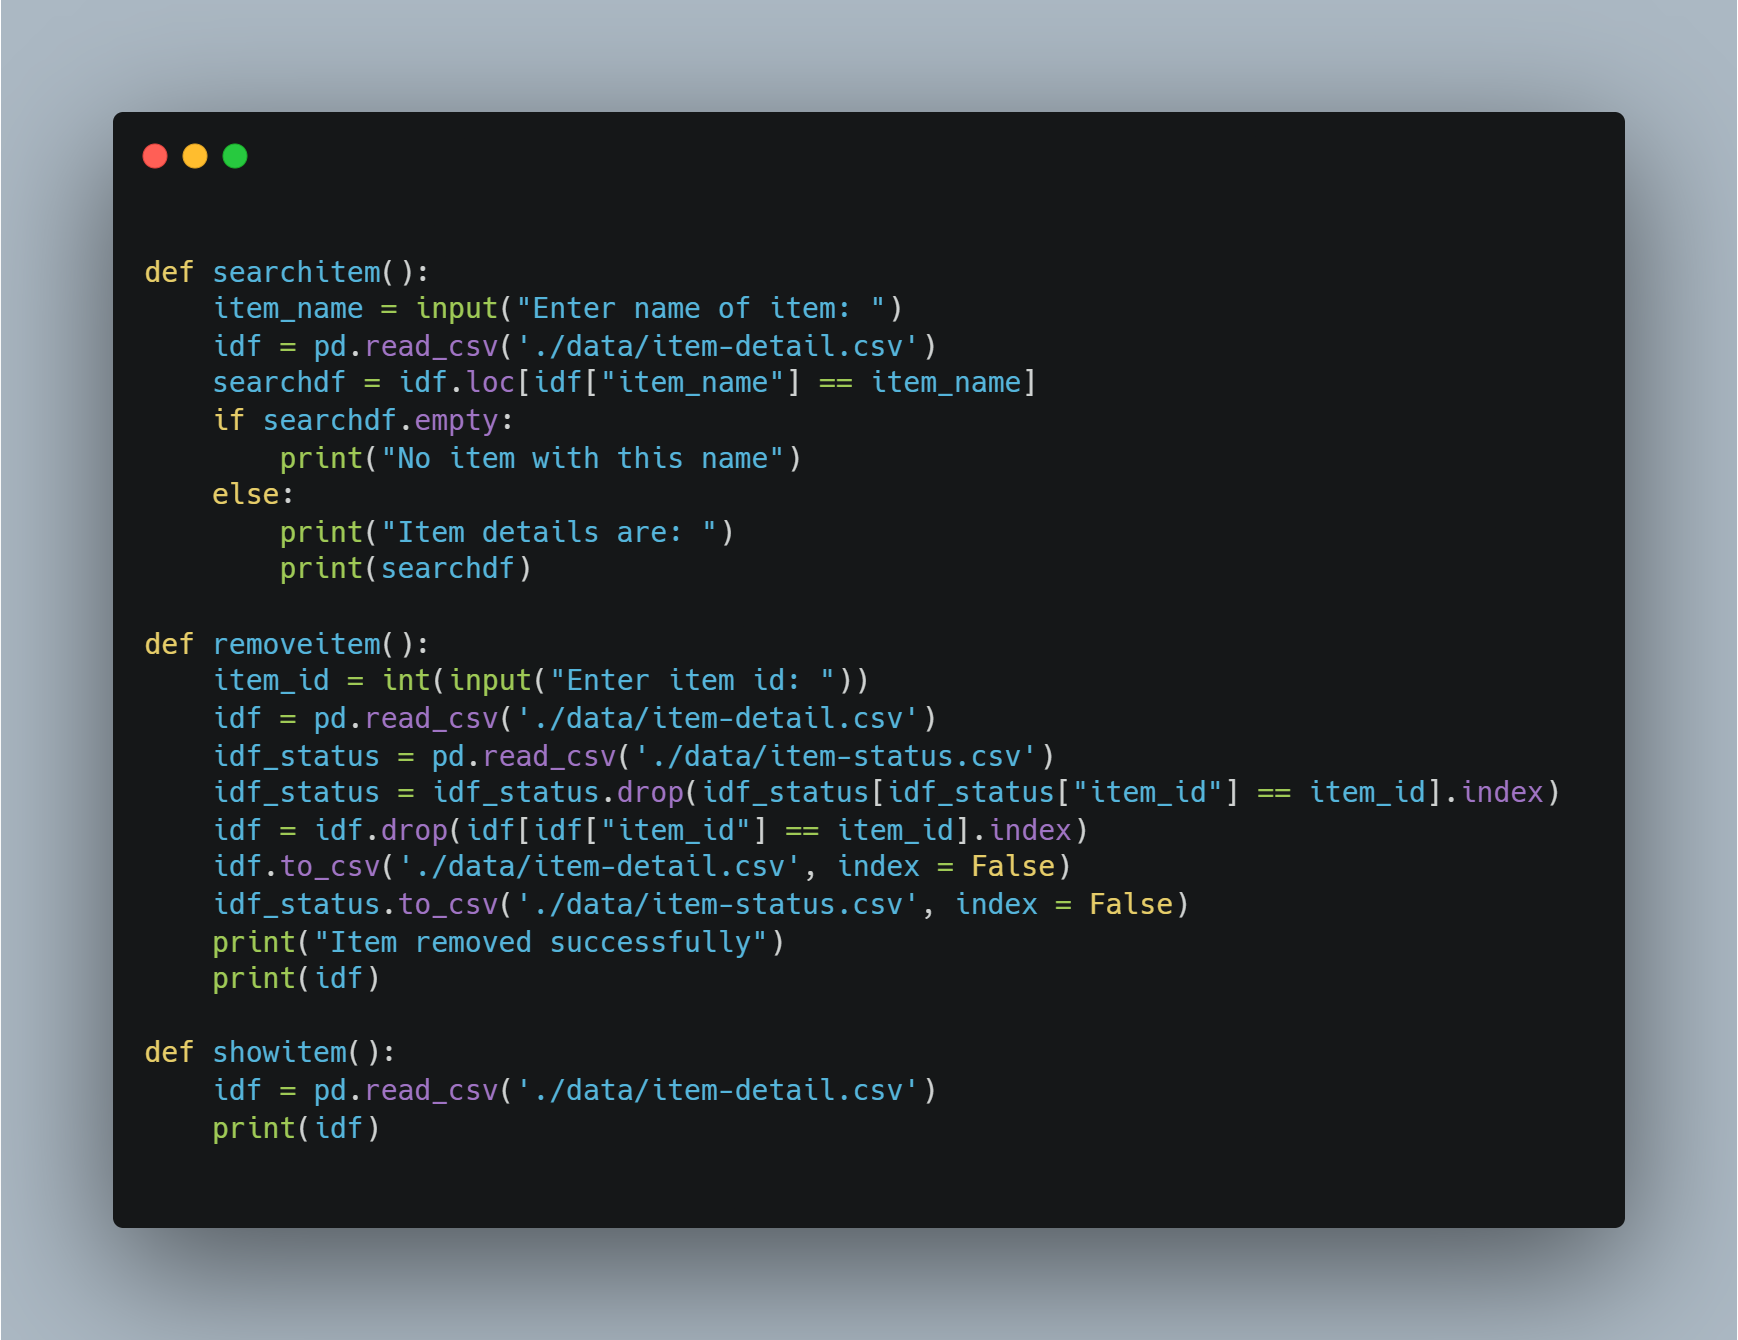 def searchitem():
    item_name = input("Enter name of item: ")
    idf = pd.read_csv('./data/item-detail.csv')
    searchdf = idf.loc[idf["item_name"] == item_name]
    if searchdf.empty:
        print("No item with this name")
    else:
        print("Item details are: ")
        print(searchdf)

def removeitem():
    item_id = int(input("Enter item id: "))
    idf = pd.read_csv('./data/item-detail.csv')
    idf_status = pd.read_csv('./data/item-status.csv')
    idf_status = idf_status.drop(idf_status[idf_status["item_id"] == item_id].index)
    idf = idf.drop(idf[idf["item_id"] == item_id].index)
    idf.to_csv('./data/item-detail.csv', index = False)
    idf_status.to_csv('./data/item-status.csv', index = False)
    print("Item removed successfully")
    print(idf)

def showitem():
    idf = pd.read_csv('./data/item-detail.csv')
    print(idf)